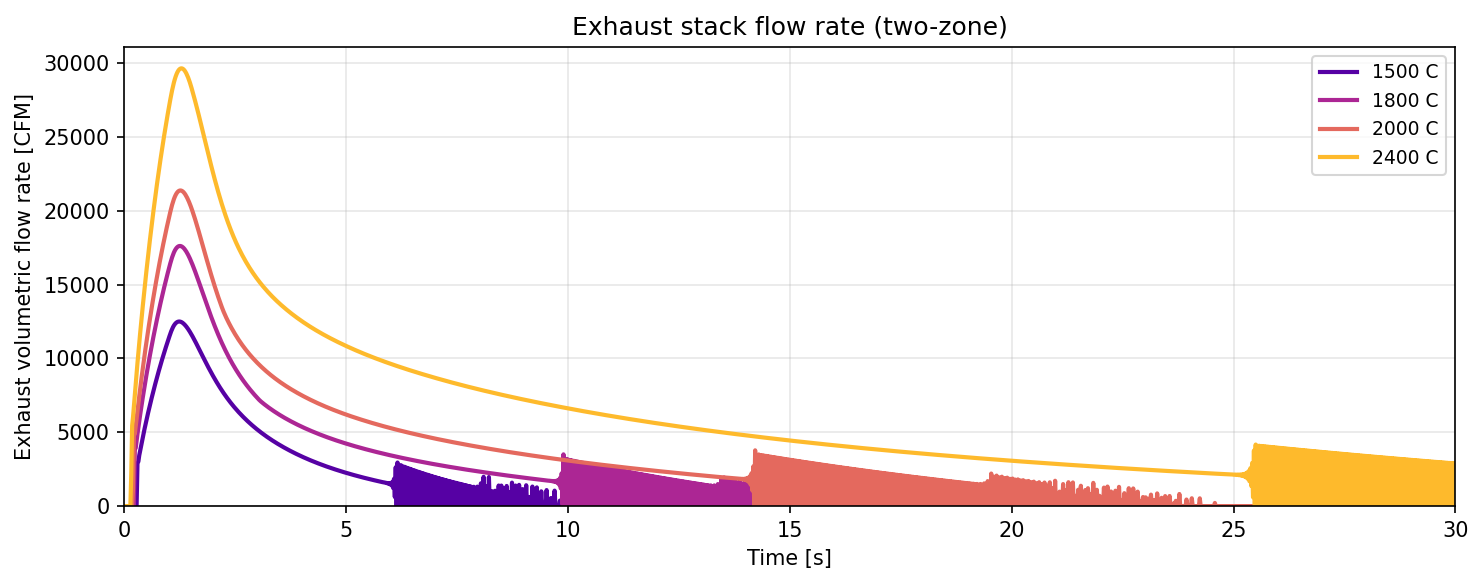 Exhaust stack flow rate (two-zone)
Exhaust volumetric flow rate [CFM]
30000
25000
20000
15000
10000
5000
0
1500 C
1800 C
2000 C
2400 C
0 5 10 15 20 25 30
Time [s]